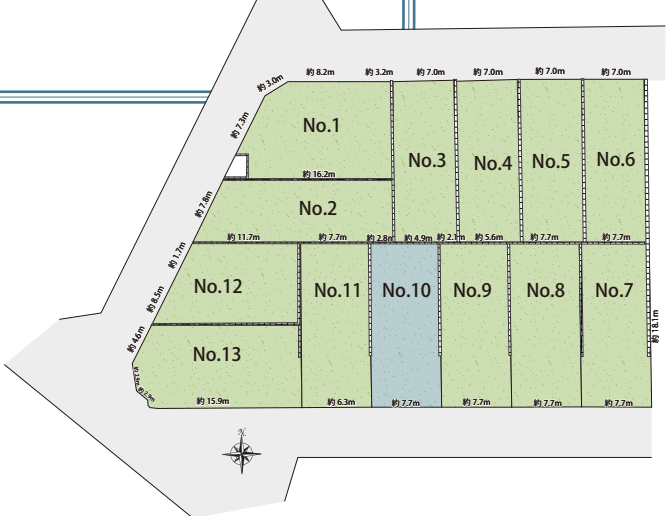 約 8.2m
約 3.2m
約 7.0m
約 7.0m
約 7.0m
約 7.0m
約 3.0m
約 7.3m
No.1
No.3
No.4
No.5
No.6
約 16.2m
約 7.8m
No.2
約 11.7m
約 7.7m
約 2.8m
約 4.9m
約 2.1m
約 5.6m
約 7.7m
約 7.7m
約 1.7m
No.12
No.11
No.10
No.9
No.8
No.7
約 8.5m
約 18.1m
約 4.6m
No.13
約 15.9m
約 6.3m
約 7.7m
約 7.7m
約 7.7m
約 7.7m
N